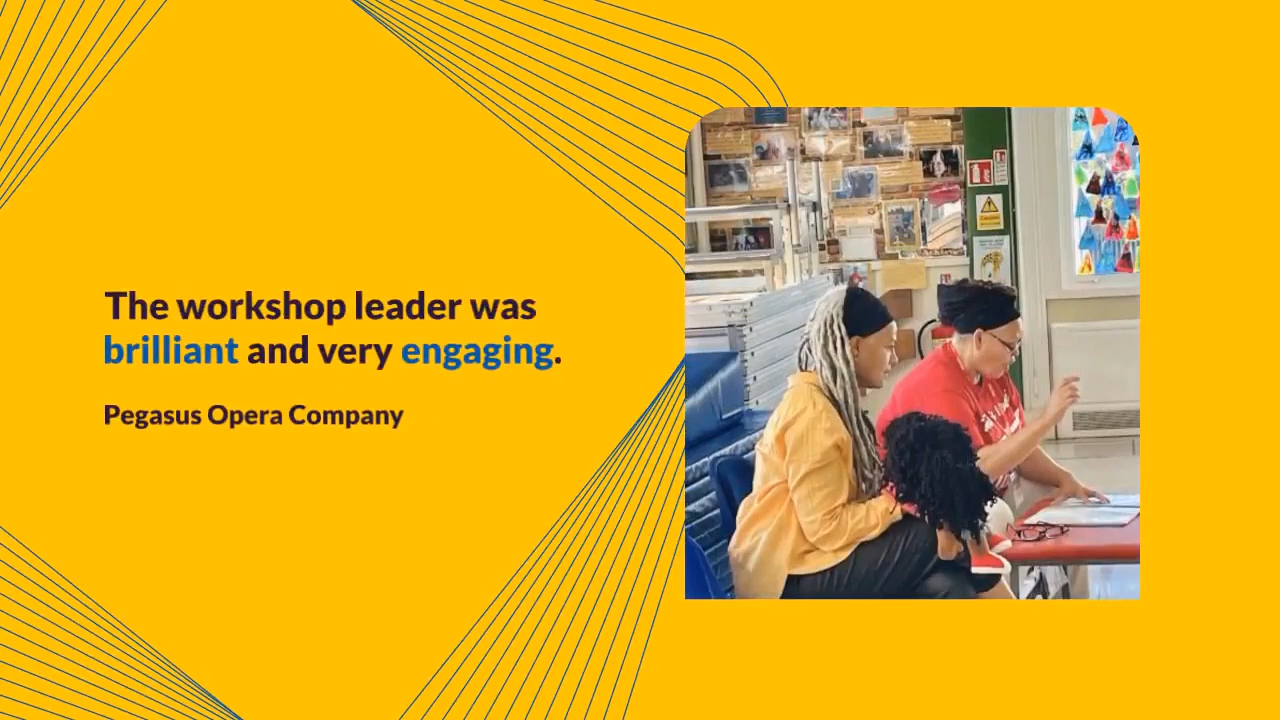 The workshop leader was
brilliant and very engaging.
Pegasus Opera Company